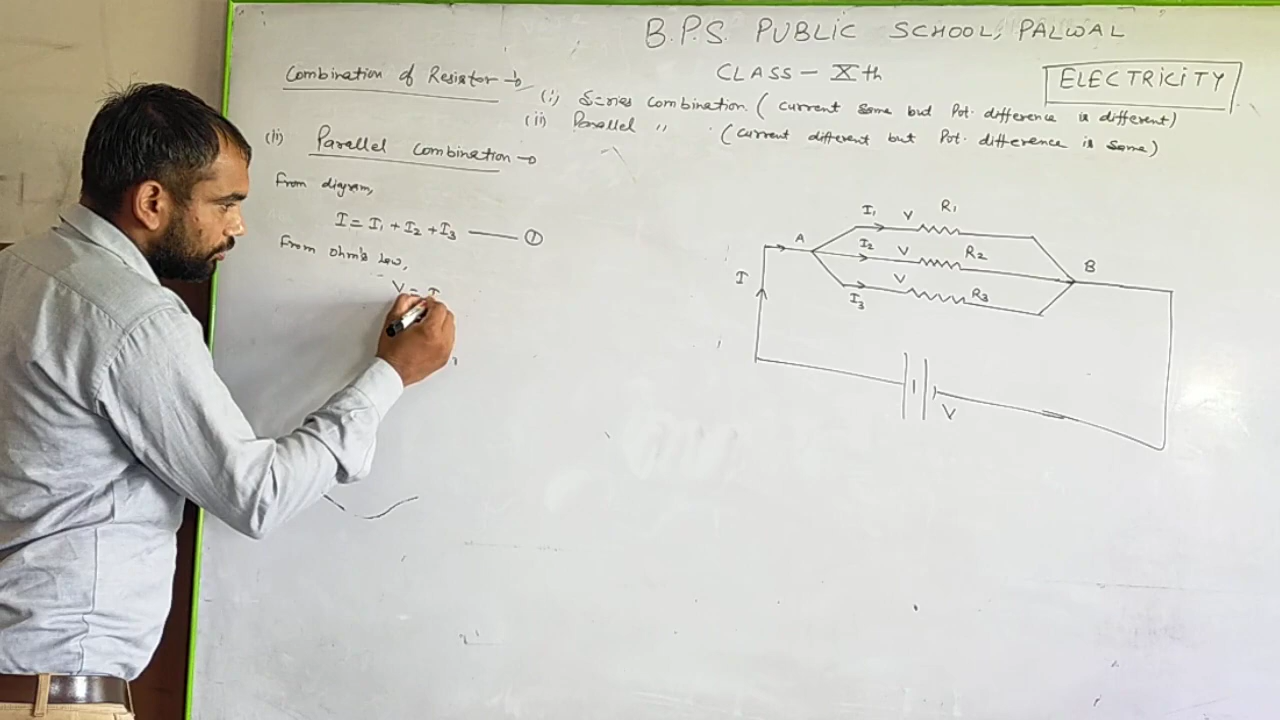 B.P.S. PUBLIC SCHOOL, PALWAL
CLASS – Xth
ELECTRICITY
Combination of Resistor →
(i) Series Combination (current same but Pot. difference is different)
(ii) Parallel " (current different but Pot. difference is same)
(ii) Parallel Combination →
From digram,
I = I₁ + I₂ + I₃ —— ①
From ohm's law,
V = I
I₁ V R₁
A I₂ V R₂ B
I₃ V R₃
I
V